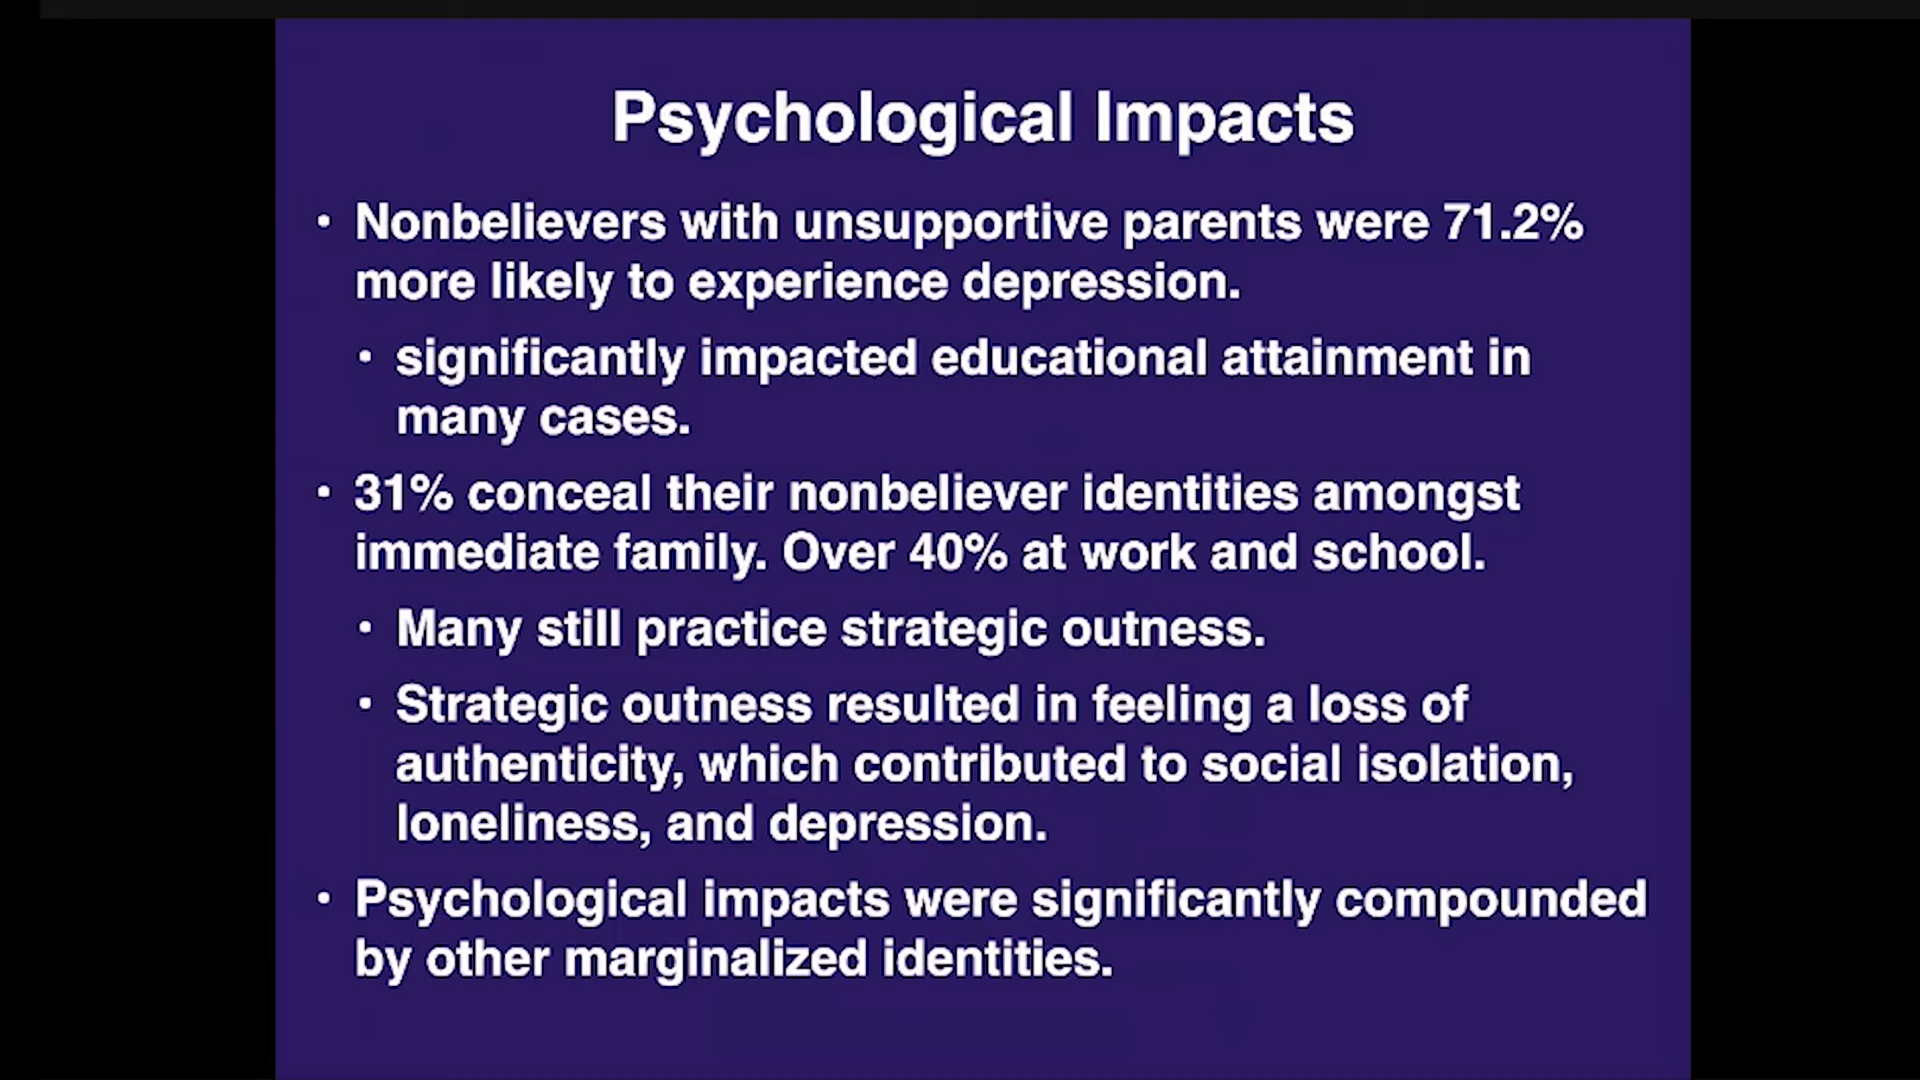 Psychological Impacts
• Nonbelievers with unsupportive parents were 71.2%
more likely to experience depression.
• significantly impacted educational attainment in
many cases.
• 31% conceal their nonbeliever identities amongst
immediate family. Over 40% at work and school.
• Many still practice strategic outness.
• Strategic outness resulted in feeling a loss of
authenticity, which contributed to social isolation,
loneliness, and depression.
• Psychological impacts were significantly compounded
by other marginalized identities.